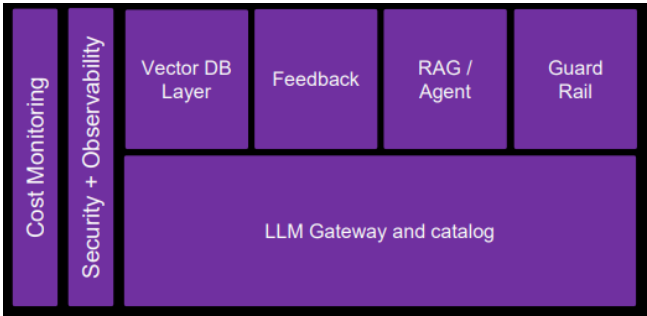 Cost Monitoring
Security + Observability
Vector DB
Layer
Feedback
RAG /
Agent
Guard
Rail
LLM Gateway and catalog